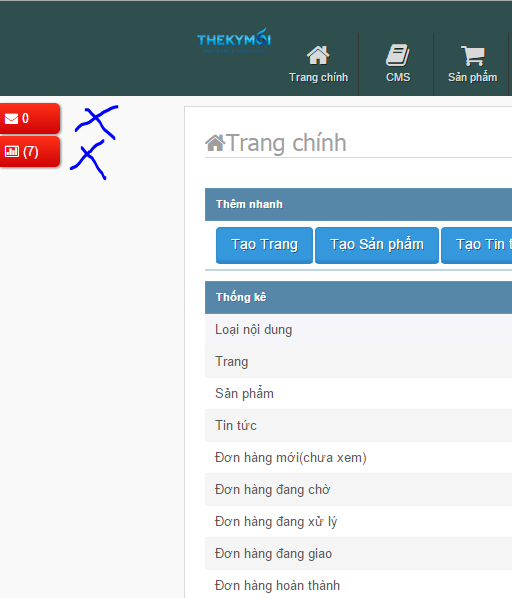 THEKYMỚI
Trang chính
CMS
Sản phẩm
0
(7)
Trang chính
Thêm nhanh
Tạo Trang
Tạo Sản phẩm
Tạo Tin
Thống kê
Loại nội dung
Trang
Sản phẩm
Tin tức
Đơn hàng mới(chưa xem)
Đơn hàng đang chờ
Đơn hàng đang xử lý
Đơn hàng đang giao
Đơn hàng hoàn thành